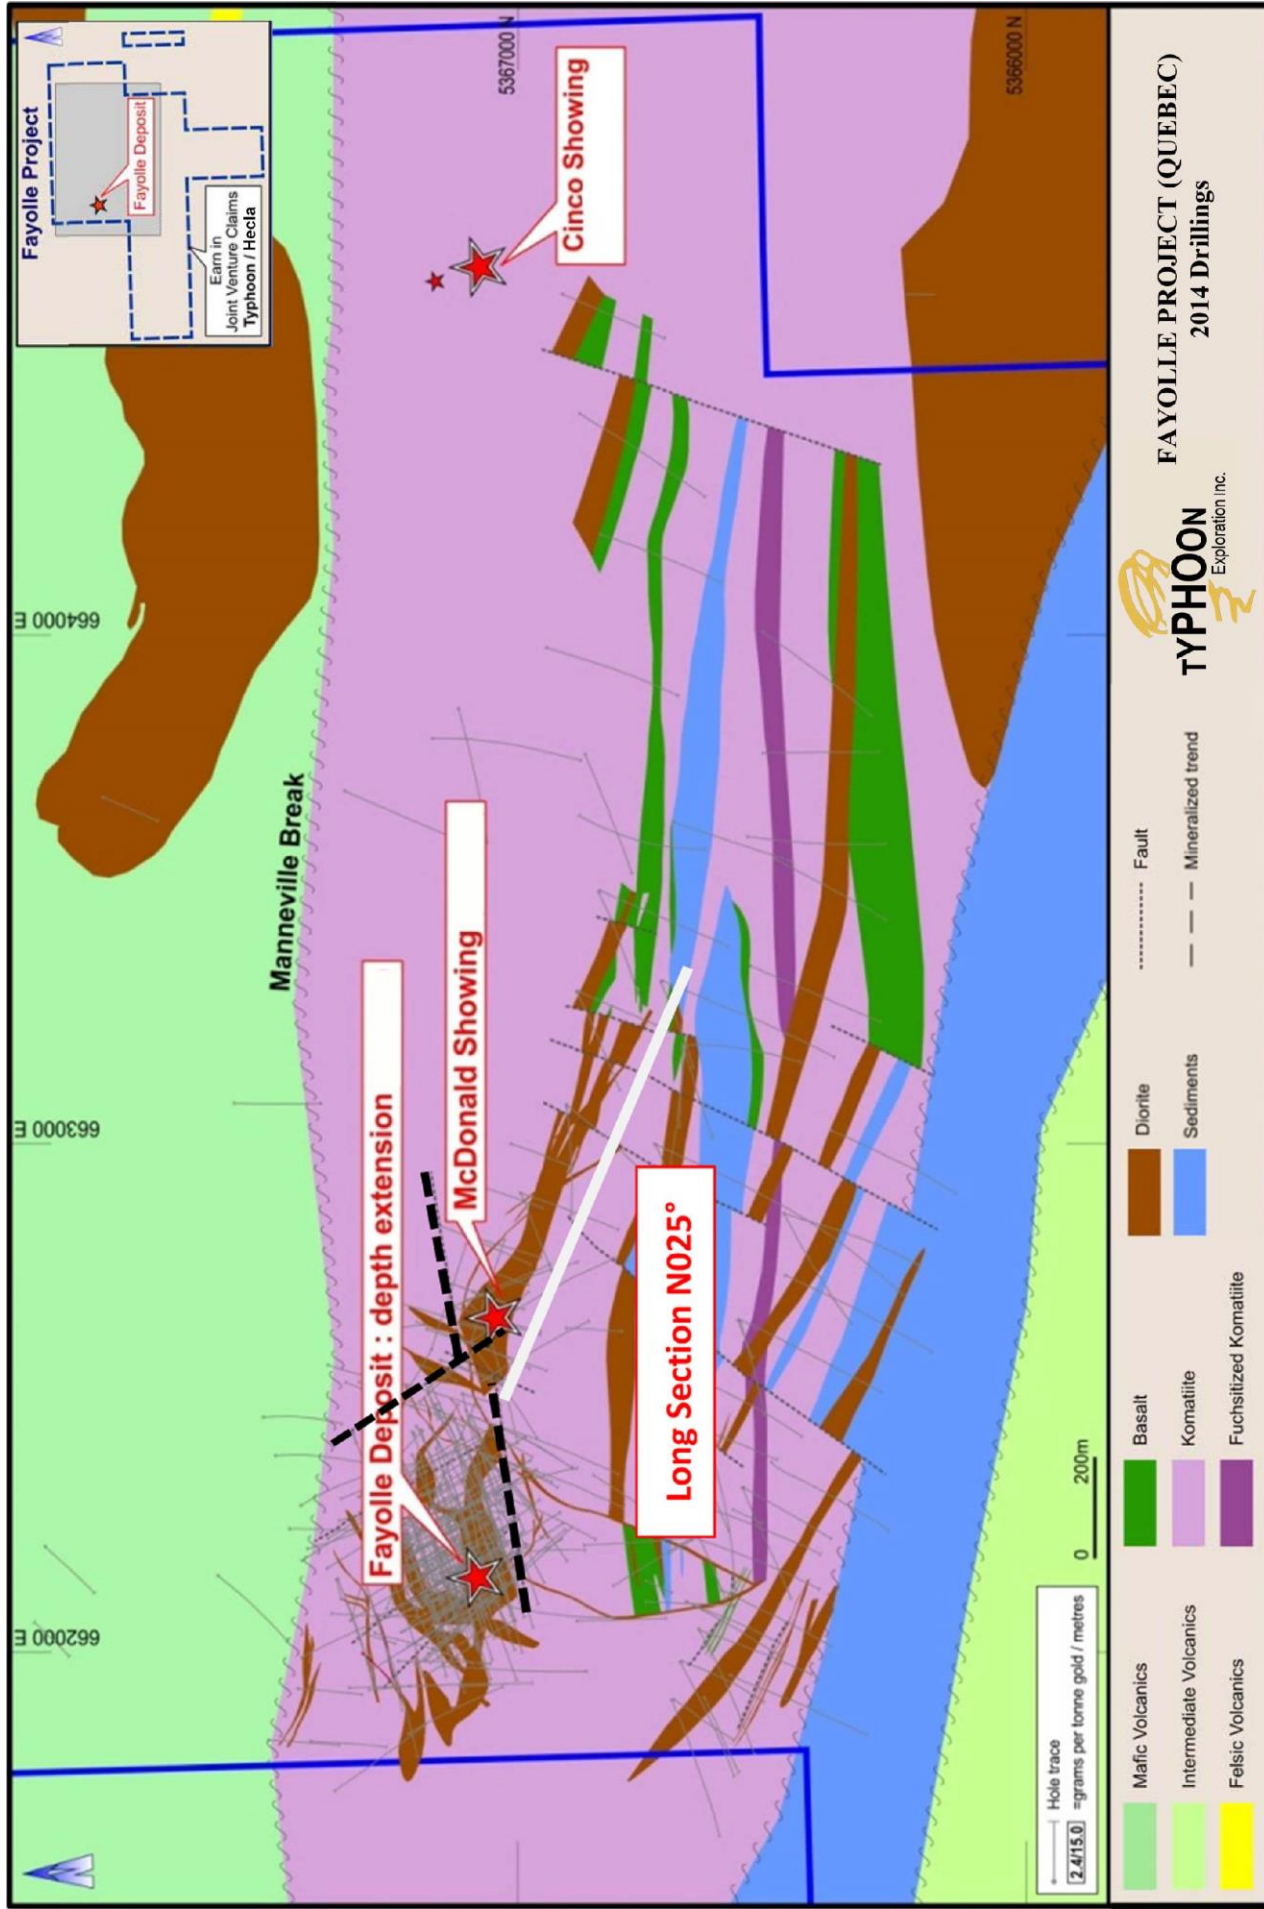 Fayolle Project
Fayolle Deposit
Earn in
Joint Venture Claims
Typhoon / Hecla
662000 E
663000 E
664000 E
5367000 N
5366000 N
Manneville Break
Fayolle Deposit : depth extension
McDonald Showing
Cinco Showing
Long Section N025°
Hole trace
2.4/15.0 =grams per tonne gold / metres
0 200m
Mafic Volcanics
Intermediate Volcanics
Felsic Volcanics
Basalt
Komatiite
Fuchsitized Komatiite
Diorite
Sediments
Fault
Mineralized trend
TYPHOON
Exploration Inc.
FAYOLLE PROJECT (QUEBEC)
2014 Drillings